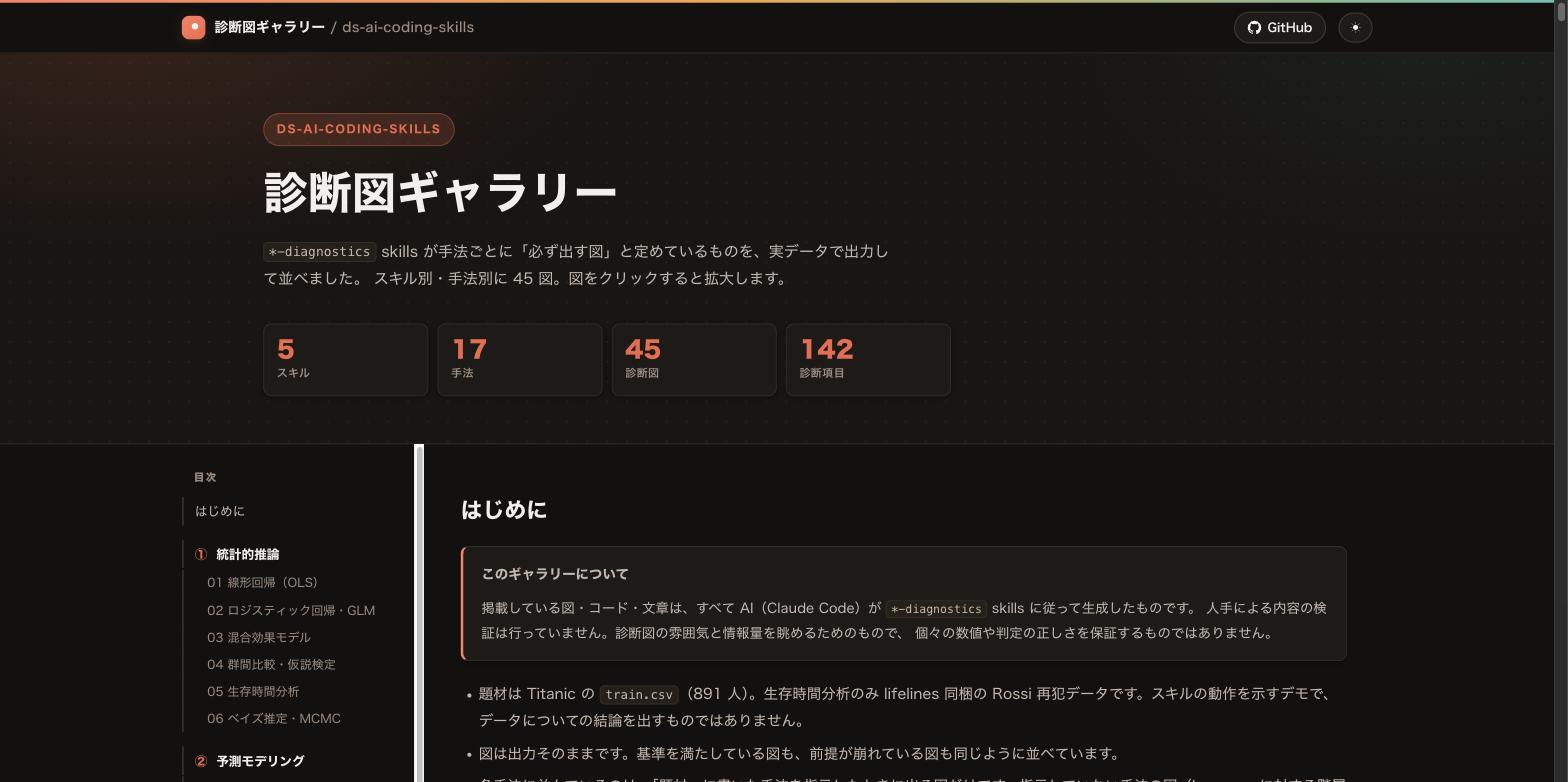 診断図ギャラリー / ds-ai-coding-skills
GitHub
DS-AI-CODING-SKILLS
診断図ギャラリー
*-diagnostics skills が手法ごとに「必ず出す図」と定めているものを、実データで出力し
て並べました。 スキル別・手法別に 45 図。図をクリックすると拡大します。
5
スキル
17
手法
45
診断図
142
診断項目
目次
はじめに
① 統計的推論
01 線形回帰（OLS）
02 ロジスティック回帰・GLM
03 混合効果モデル
04 群間比較・仮説検定
05 生存時間分析
06 ベイズ推定・MCMC
② 予測モデリング
はじめに
このギャラリーについて
掲載している図・コード・文章は、すべて AI（Claude Code）が *-diagnostics skills に従って生成したものです。 人手による内容の検
証は行っていません。診断図の雰囲気と情報量を眺めるためのもので、 個々の数値や判定の正しさを保証するものではありません。
• 題材は Titanic の train.csv（891 人）。生存時間分析のみ lifelines 同梱の Rossi 再犯データです。スキルの動作を示すデモで、
データについての結論を出すものではありません。
• 図は出力そのままです。基準を満たしている図も、前提が崩れている図も同じように並べています。